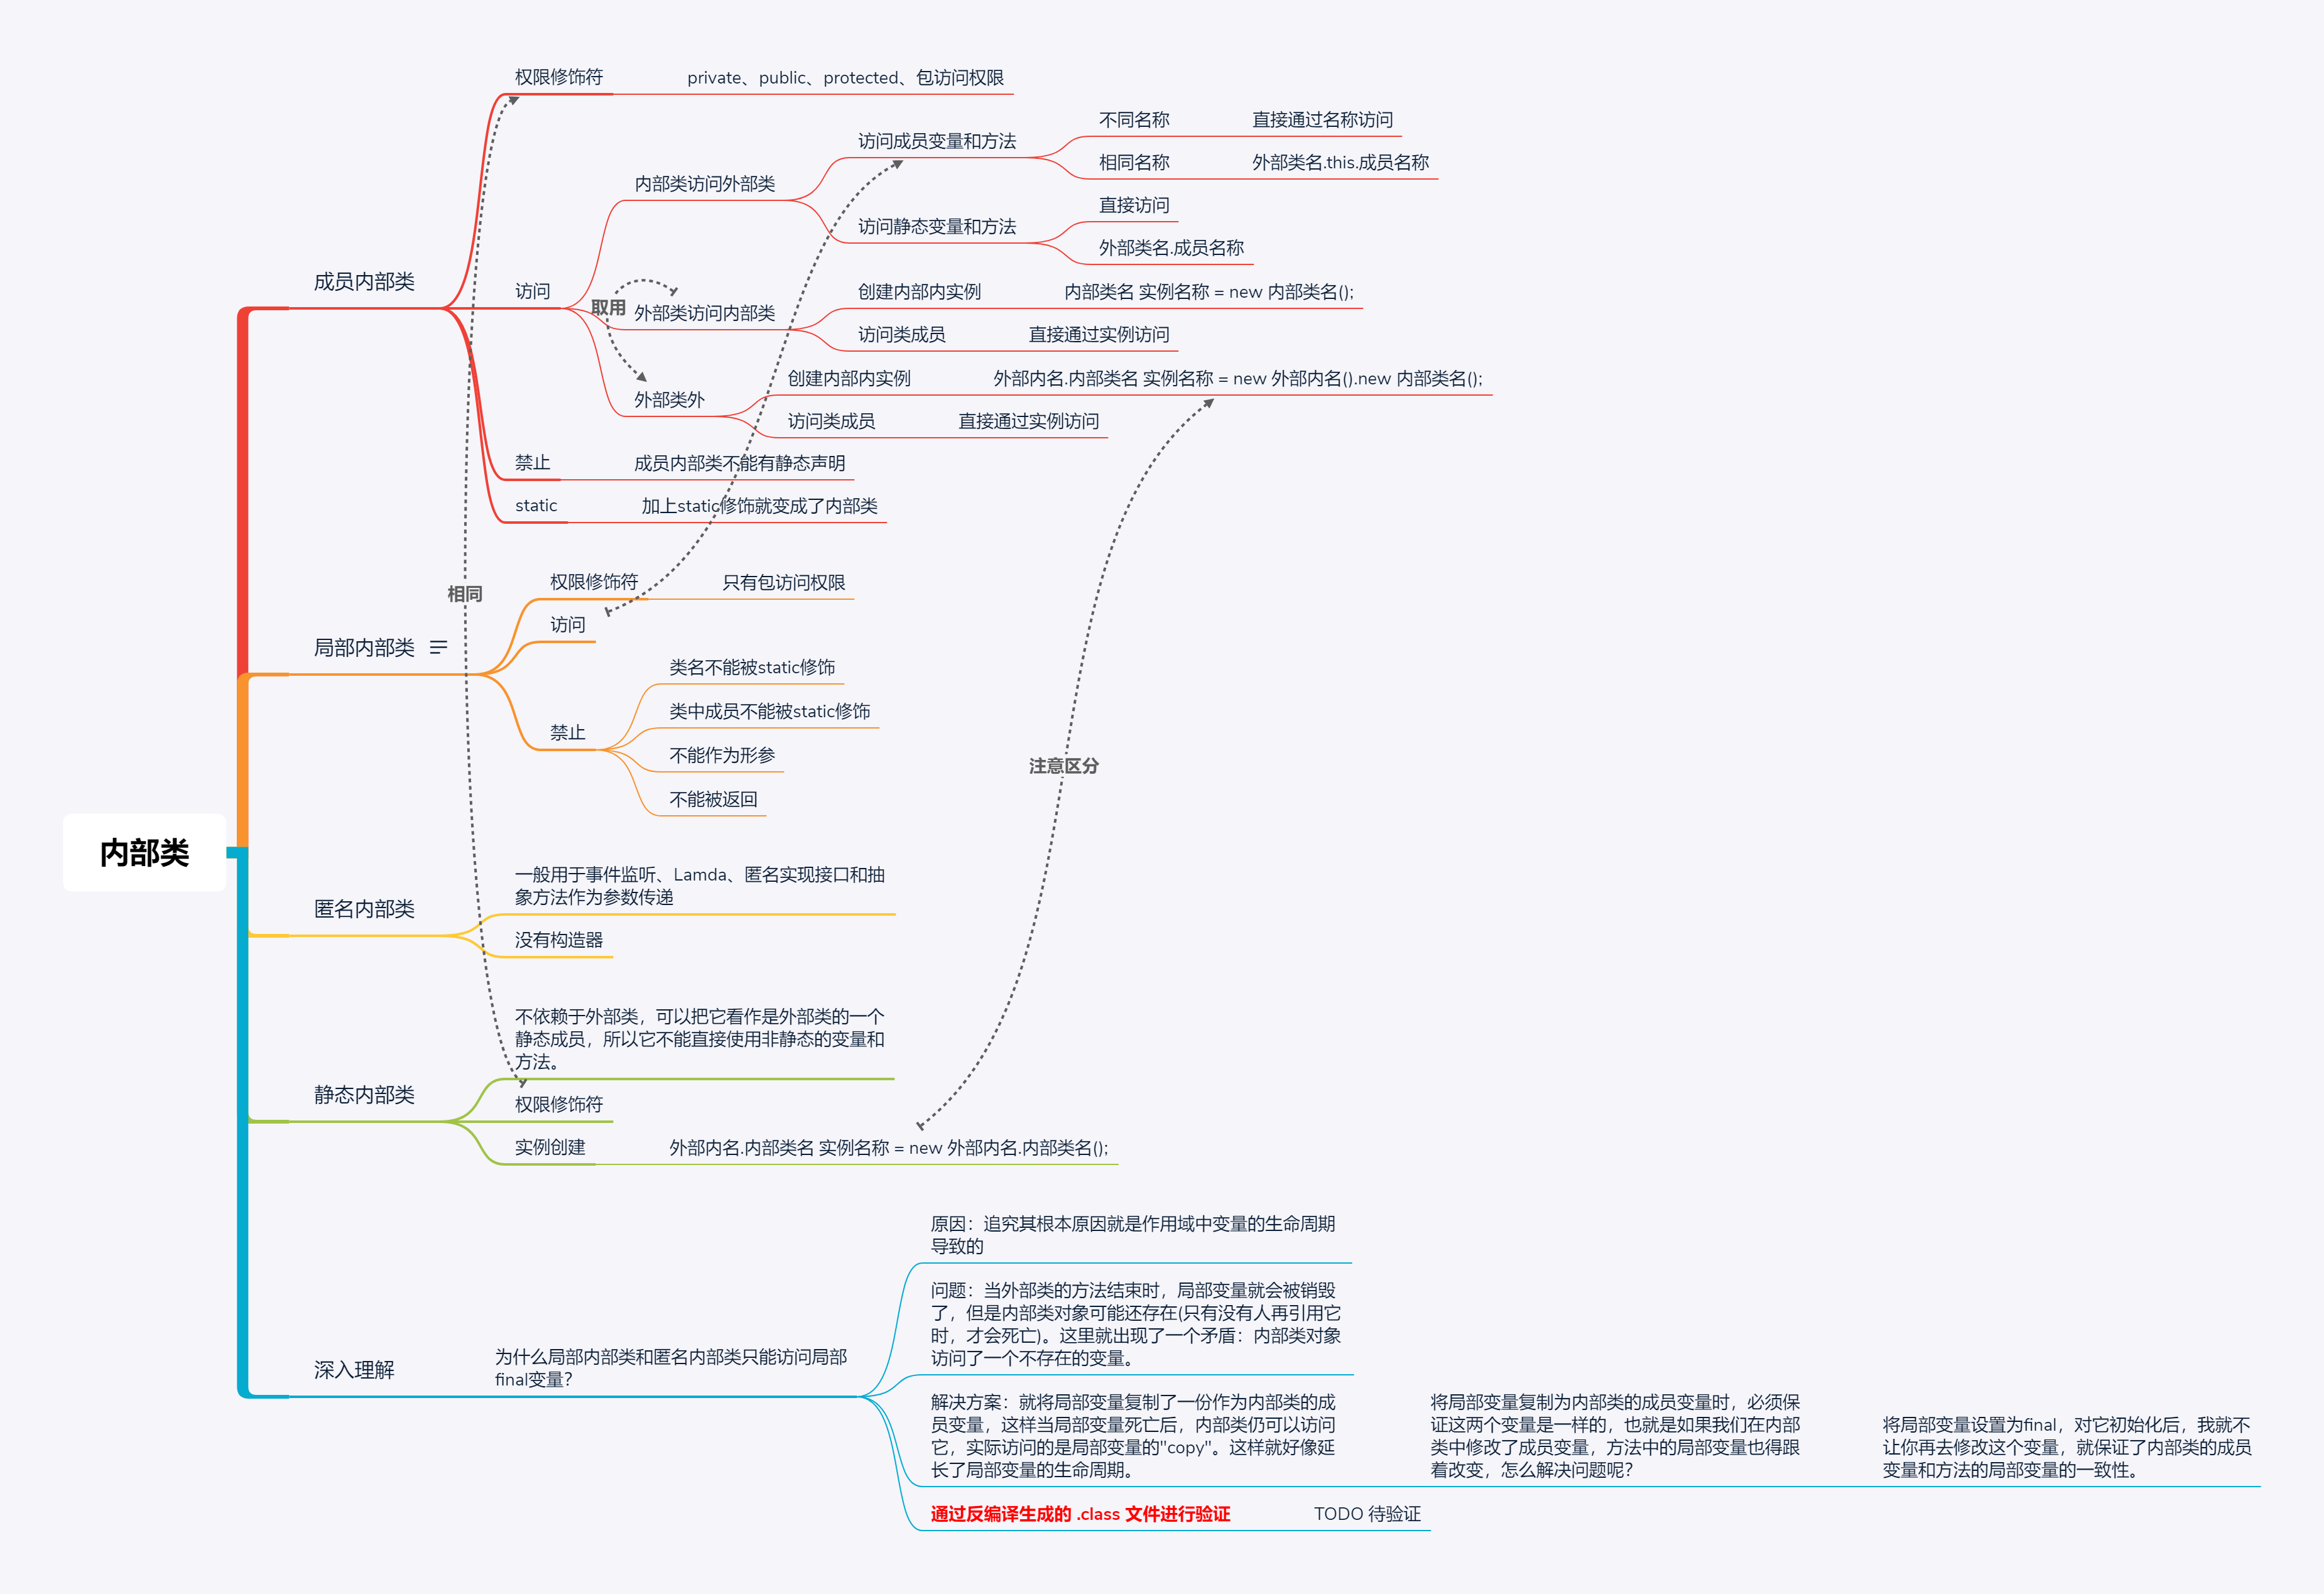 内部类
成员内部类
权限修饰符
private、public、protected、包访问权限
访问
内部类访问外部类
访问成员变量和方法
不同名称
直接通过名称访问
相同名称
外部类名.this.成员名称
访问静态变量和方法
直接访问
外部类名.成员名称
取用
外部类访问内部类
创建内部内实例
内部类名 实例名称 = new 内部类名();
访问类成员
直接通过实例访问
外部类外
创建内部内实例
外部内名.内部类名 实例名称 = new 外部内名().new 内部类名();
访问类成员
直接通过实例访问
禁止
成员内部类不能有静态声明
static
加上static修饰就变成了内部类
相同
局部内部类
权限修饰符
只有包访问权限
访问
禁止
类名不能被static修饰
类中成员不能被static修饰
不能作为形参
不能被返回
注意区分
匿名内部类
一般用于事件监听、Lamda、匿名实现接口和抽
象方法作为参数传递
没有构造器
静态内部类
不依赖于外部类，可以把它看作是外部类的一个
静态成员，所以它不能直接使用非静态的变量和
方法。
权限修饰符
实例创建
外部内名.内部类名 实例名称 = new 外部内名.内部类名();
深入理解
为什么局部内部类和匿名内部类只能访问局部
final变量？
原因：追究其根本原因就是作用域中变量的生命周期
导致的
问题：当外部类的方法结束时，局部变量就会被销毁
了，但是内部类对象可能还存在(只有没有人再引用它
时，才会死亡)。这里就出现了一个矛盾：内部类对象
访问了一个不存在的变量。
解决方案：就将局部变量复制了一份作为内部类的成
员变量，这样当局部变量死亡后，内部类仍可以访问
它，实际访问的是局部变量的"copy"。这样就好像延
长了局部变量的生命周期。
将局部变量复制为内部类的成员变量时，必须保
证这两个变量是一样的，也就是如果我们在内部
类中修改了成员变量，方法中的局部变量也得跟
着改变，怎么解决问题呢？
将局部变量设置为final，对它初始化后，我就不
让你再去修改这个变量，就保证了内部类的成员
变量和方法的局部变量的一致性。
通过反编译生成的 .class 文件进行验证
TODO 待验证